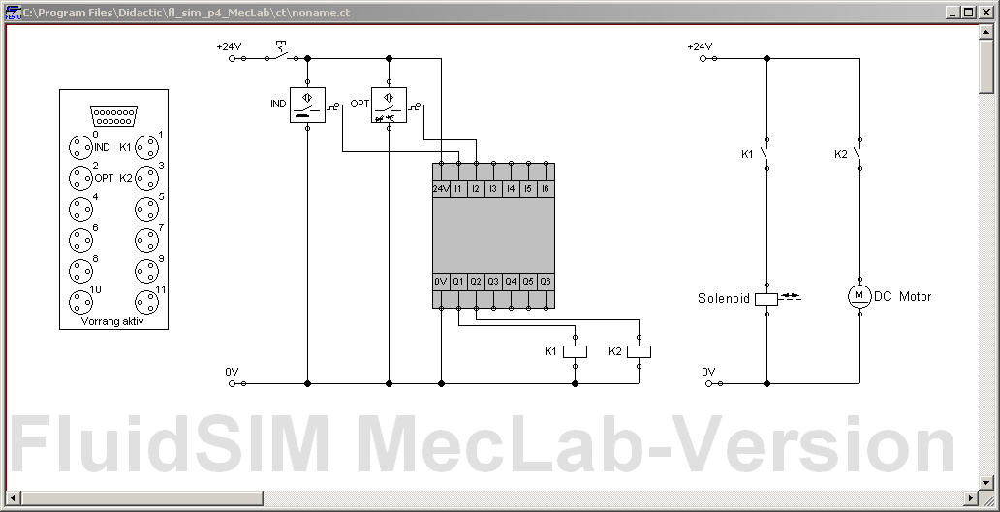 FESTO C:\Program Files\Didactic\fl_sim_p4_MecLab\ct\noname.ct
+24V
+24V
IND
OPT
0 1
IND K1
2 3
OPT K2
4 5
6 7
8 9
10 11
Vorrang aktiv
24V I1 I2 I3 I4 I5 I6
0V Q1 Q2 Q3 Q4 Q5 Q6
K1
K2
0V
K1
K2
Solenoid
M
DC Motor
0V
FluidSIM MecLab-Version